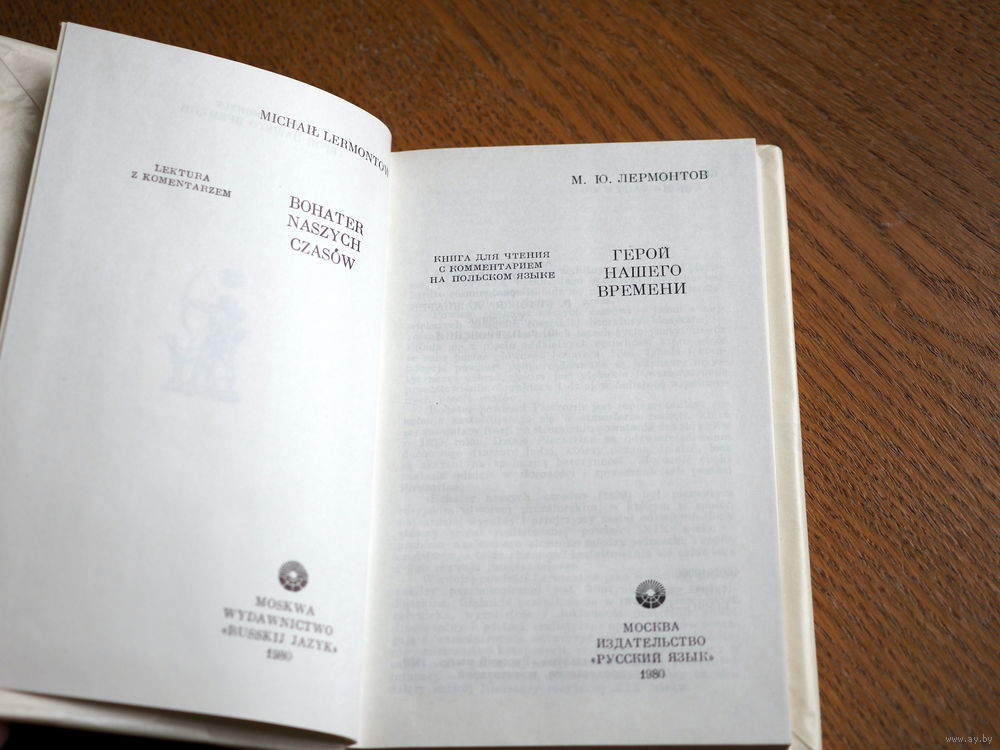 MICHAIŁ LERMONTOW
LEKTURA
Z KOMENTARZEM
BOHATER
NASZYCH
CZASÓW
MOSKWA
WYDAWNICTWO
«RUSSKIJ JAZYK»
1980
М. Ю. ЛЕРМОНТОВ
КНИГА ДЛЯ ЧТЕНИЯ
С КОММЕНТАРИЕМ
НА ПОЛЬСКОМ ЯЗЫКЕ
ГЕРОЙ
НАШЕГО
ВРЕМЕНИ
МОСКВА
ИЗДАТЕЛЬСТВО
«РУССКИЙ ЯЗЫК»
1980
www.ay.by